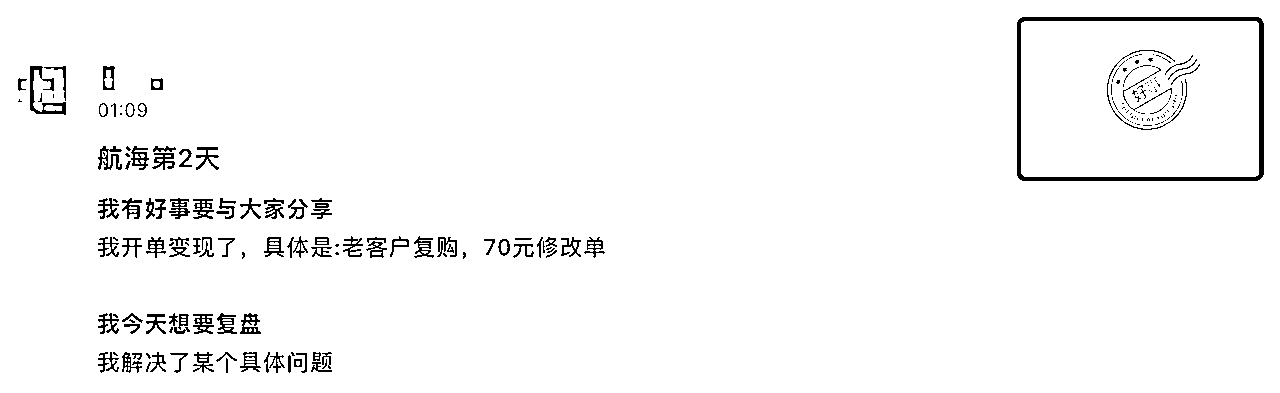 01:09
航海第2天
我有好事要与大家分享
我开单变现了，具体是:老客户复购，70元修改单
我今天想要复盘
我解决了某个具体问题